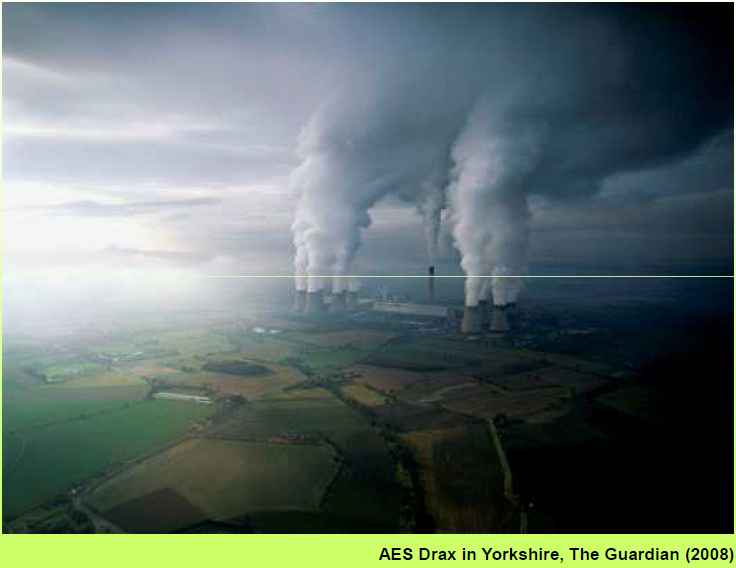 AES Drax in Yorkshire, The Guardian (2008)